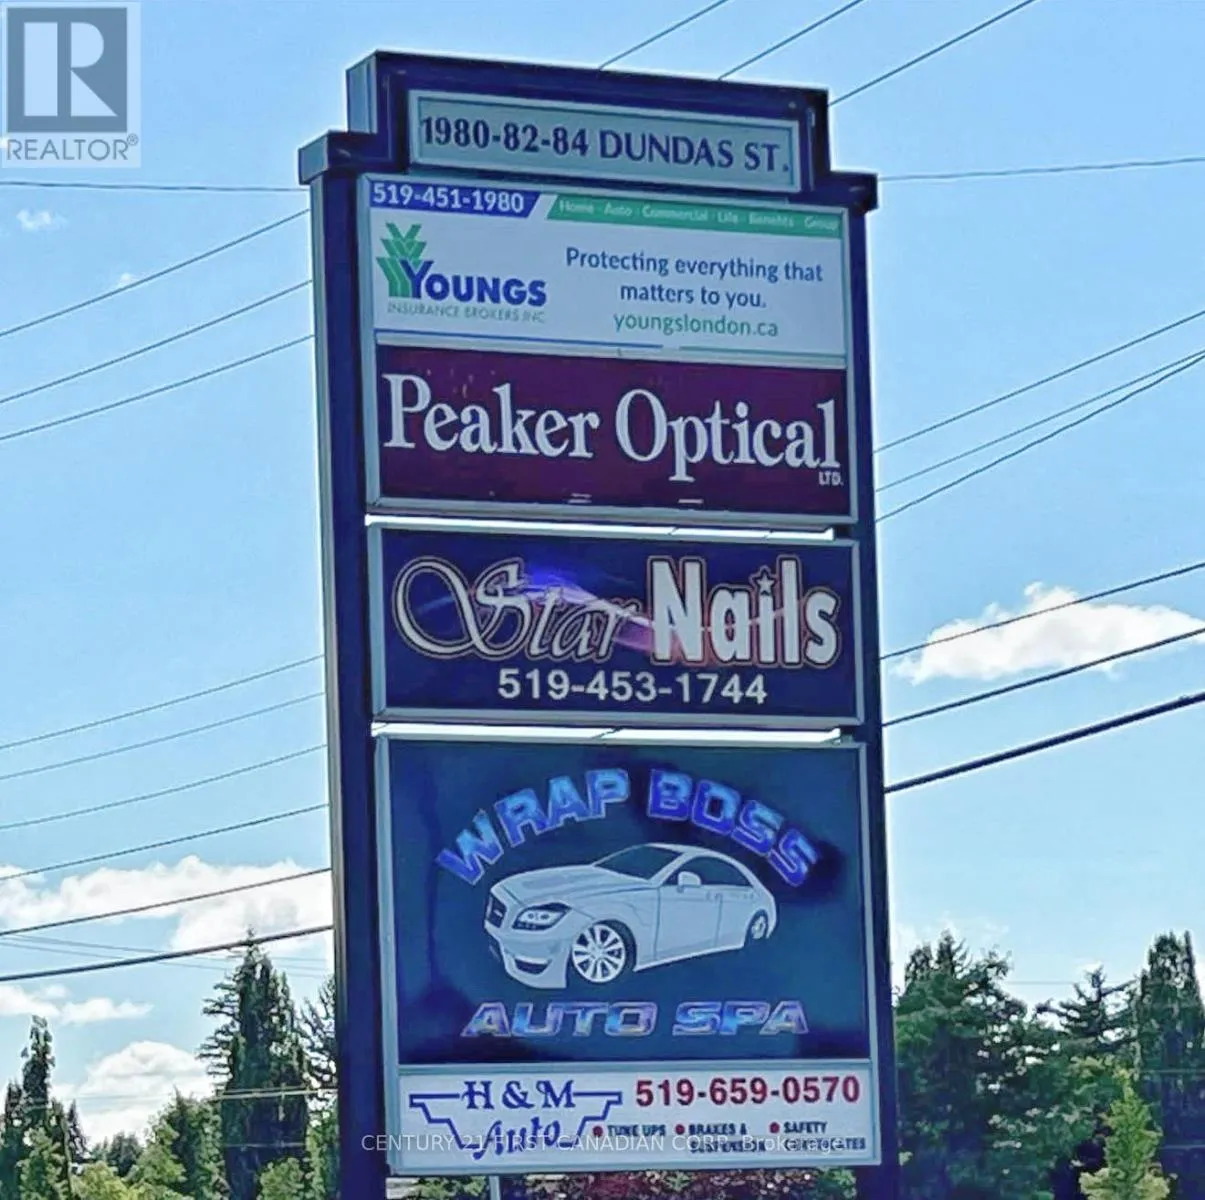 REALTOR®
1980-82-84 DUNDAS ST.
519-451-1980
Home · Auto · Commercial · Life · Benefits · Group
YOUNGS
INSURANCE BROKERS INC.
Protecting everything that
matters to you.
youngslondon.ca
Peaker Optical
LTD.
Star Nails
519-453-1744
WRAP BOSS
AUTO SPA
H & M
Auto
519-659-0570
• TUNE UPS
• BRAKES &
SUSPENSION
• SAFETY
CERTIFICATES
CENTURY 21 FIRST CANADIAN CORP, Brokerage